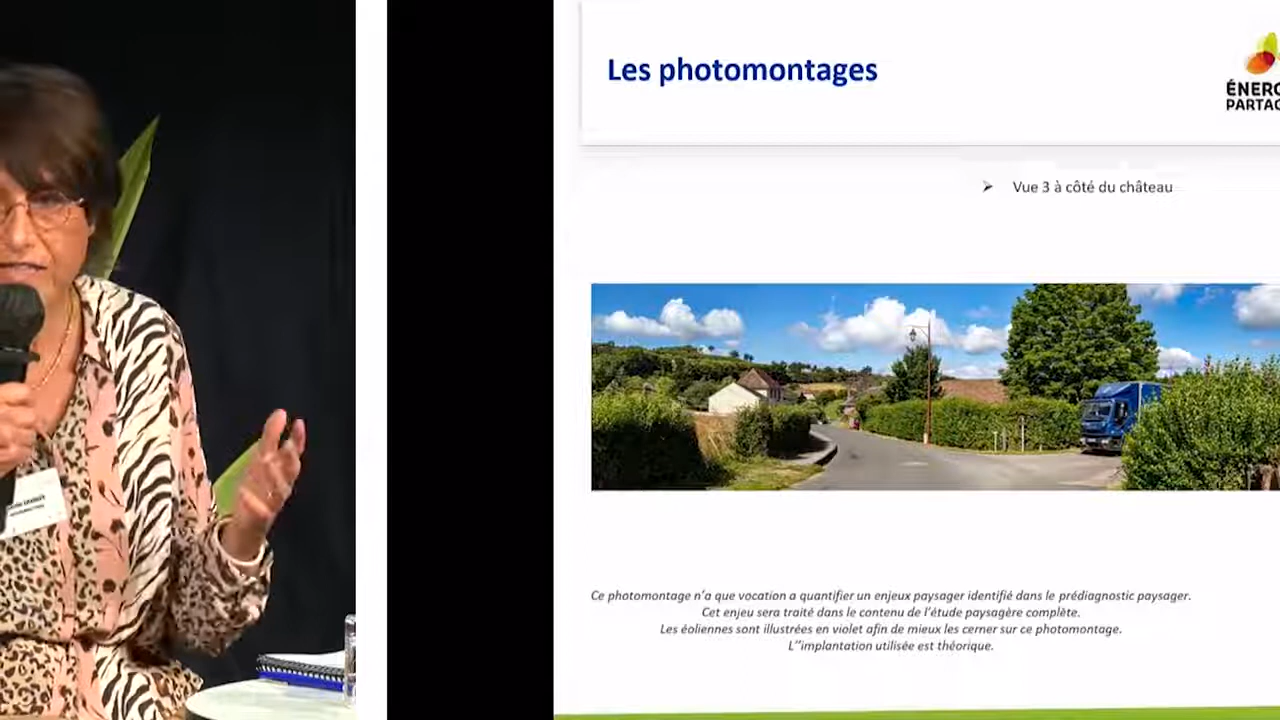 Les photomontages
ÉNERG
PARTAG
Vue 3 à côté du château
Ce photomontage n'a que vocation a quantifier un enjeu paysager identifié dans le prédiagnostic paysager.
Cet enjeu sera traité dans le contenu de l'étude paysagère complète.
Les éoliennes sont illustrées en violet afin de mieux les cerner sur ce photomontage.
L''implantation utilisée est théorique.